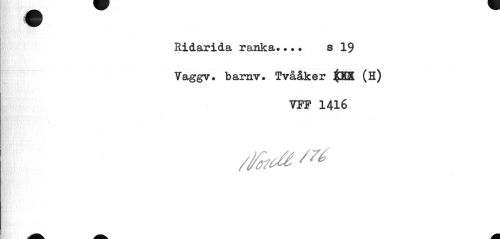 Ridarida ranka.... s 19
Vaggv. barnv. Tvååker (H)
VFF 1416
Norell 176